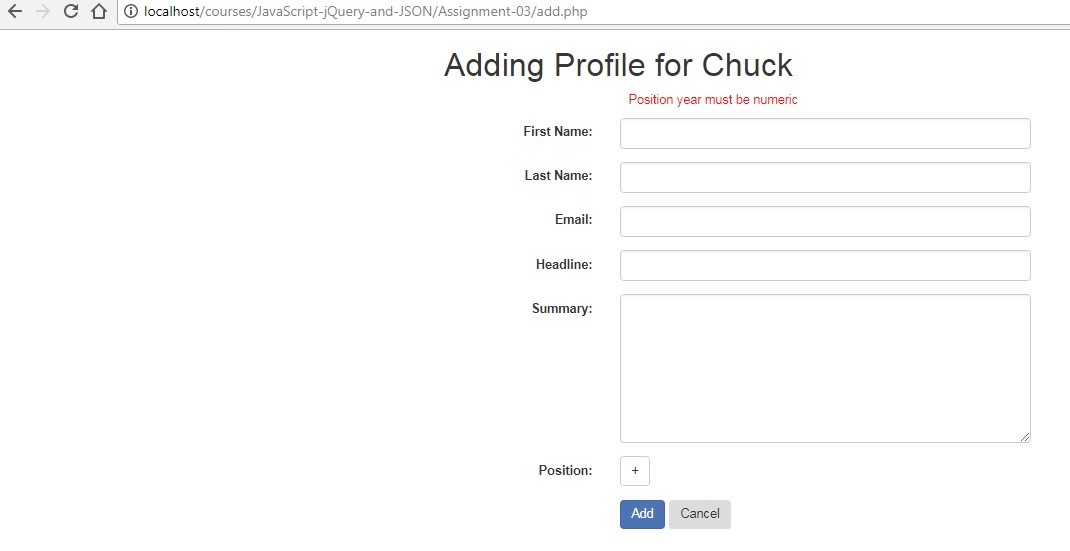 localhost/courses/JavaScript-jQuery-and-JSON/Assignment-03/add.php
Adding Profile for Chuck
Position year must be numeric
First Name:
Last Name:
Email:
Headline:
Summary:
Position: +
Add Cancel